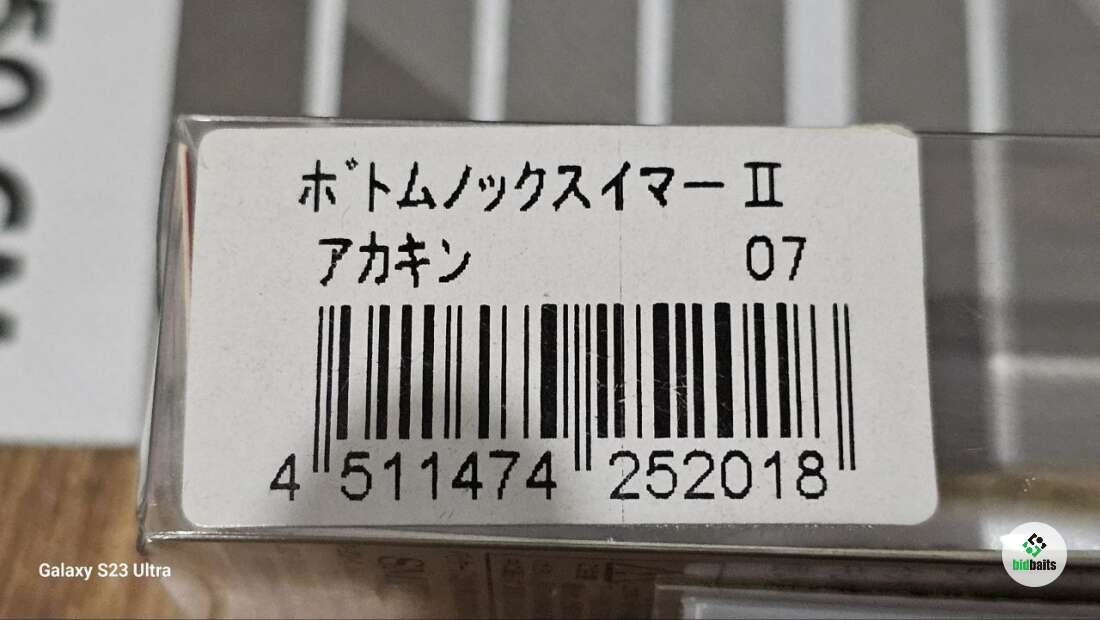 ﾎﾞﾄﾑﾉｯｸｽｲﾏｰⅡ
ｱｶｷﾝ 07
4 511474 252018
Galaxy S23 Ultra
bidbaits